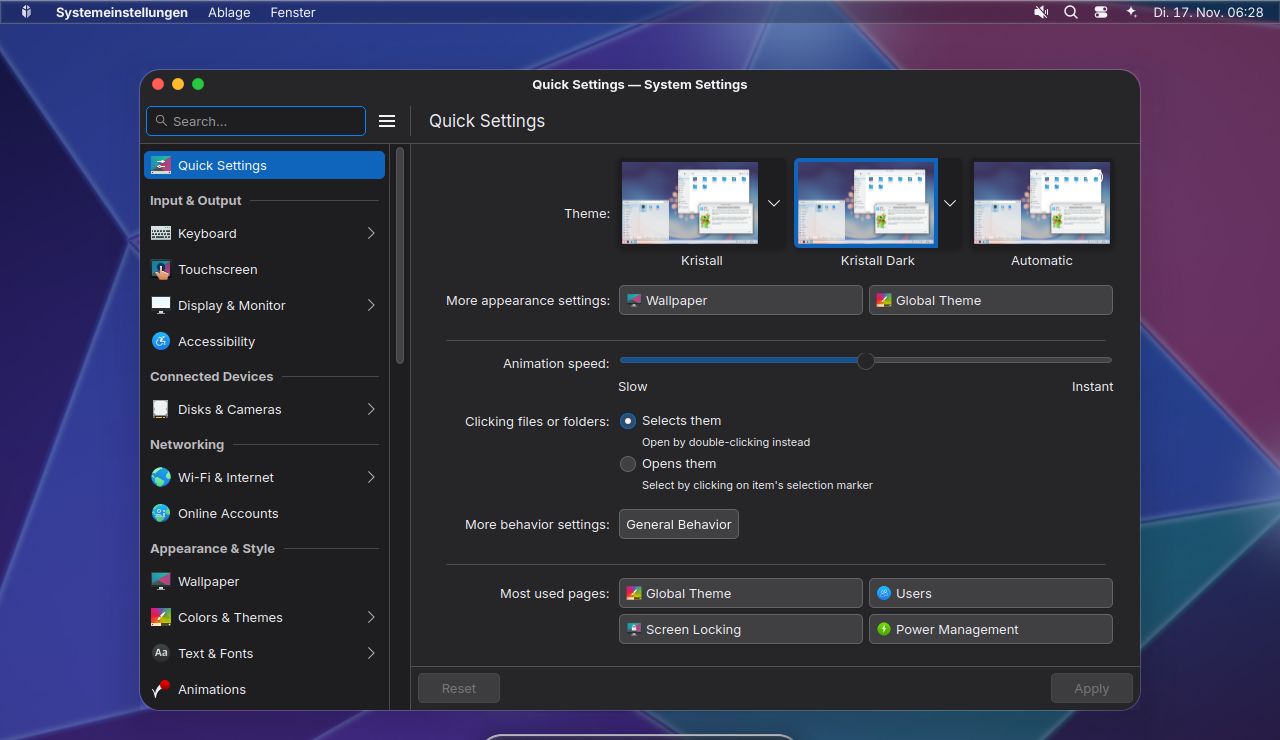 Systemeinstellungen Ablage Fenster Di. 17. Nov. 06:28
Quick Settings — System Settings
Search...
Quick Settings
Quick Settings
Input & Output
Keyboard
Touchscreen
Display & Monitor
Accessibility
Connected Devices
Disks & Cameras
Networking
Wi-Fi & Internet
Online Accounts
Appearance & Style
Wallpaper
Colors & Themes
Aa
Text & Fonts
Animations
Theme:
Kristall
Kristall Dark
Automatic
More appearance settings:
Wallpaper
Global Theme
Animation speed:
Slow
Instant
Clicking files or folders:
Selects them
Open by double-clicking instead
Opens them
Select by clicking on item's selection marker
More behavior settings:
General Behavior
Most used pages:
Global Theme
Users
Screen Locking
Power Management
Reset
Apply